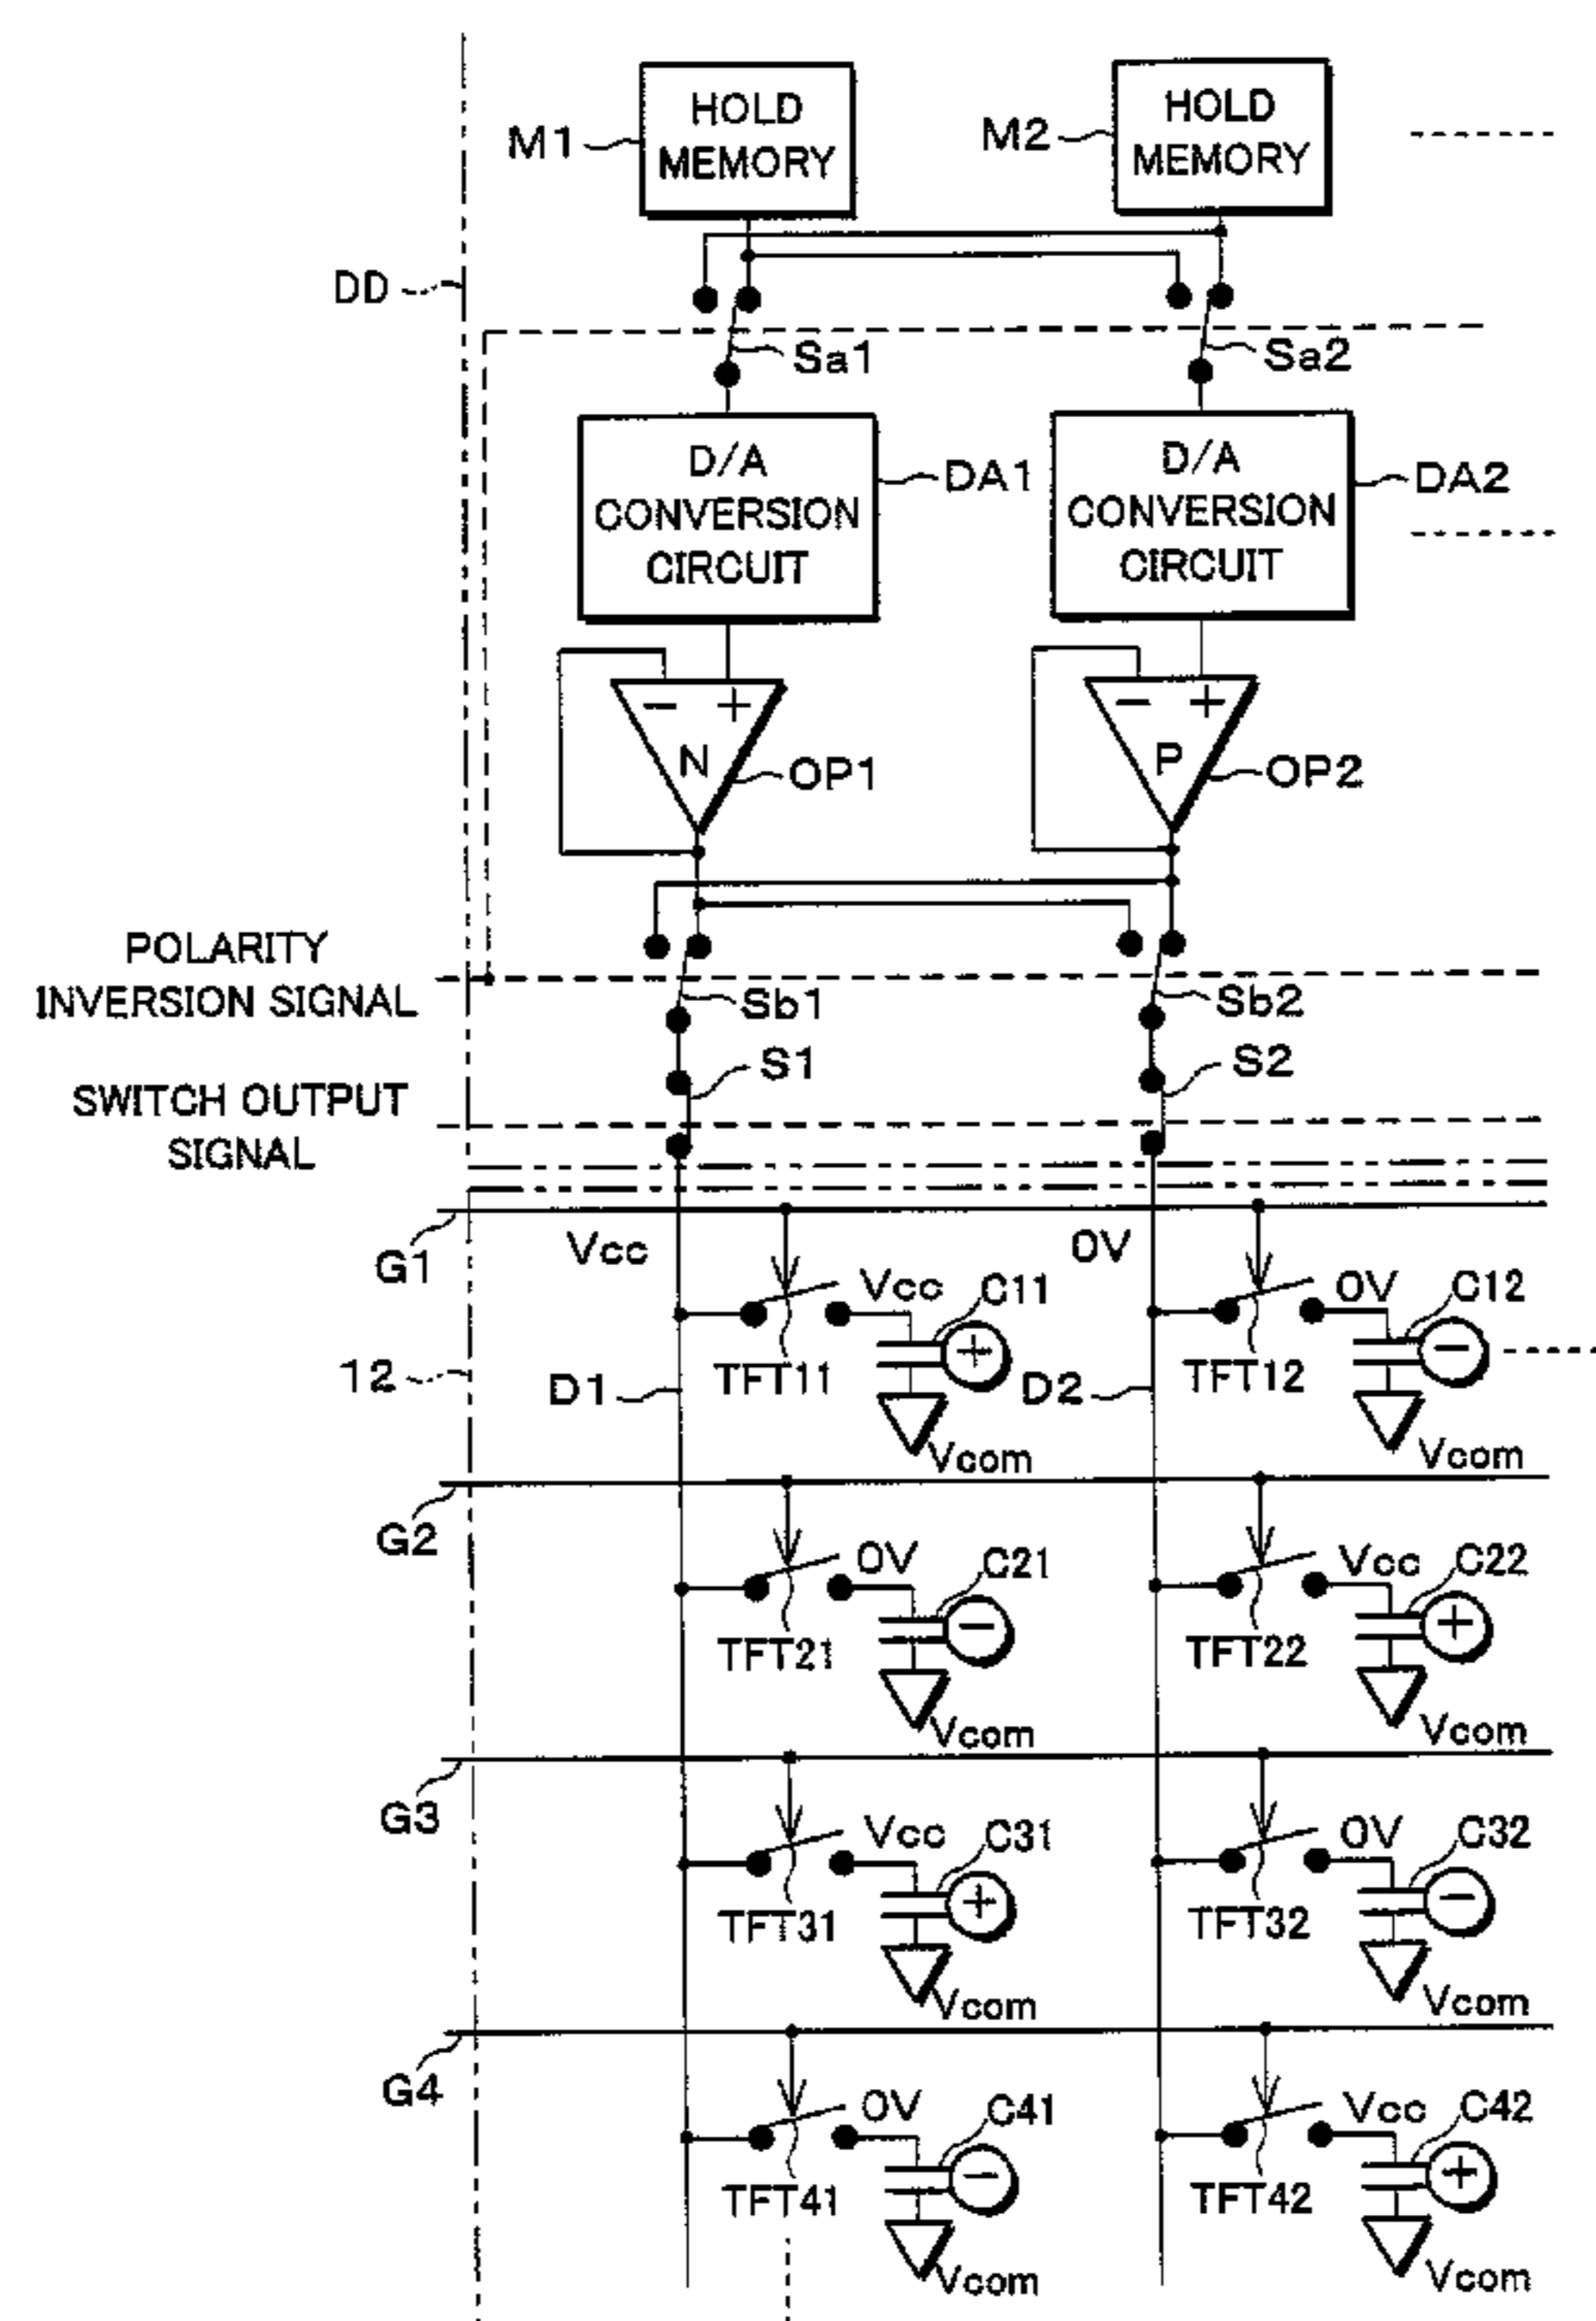 HOLD
MEMORY
M1
HOLD
MEMORY
M2
DD
Sa1
Sa2
D/A
CONVERSION
CIRCUIT
DA1
D/A
CONVERSION
CIRCUIT
DA2
− +
N
OP1
− +
P
OP2
POLARITY
INVERSION SIGNAL
Sb1
Sb2
S1
S2
SWITCH OUTPUT
SIGNAL
G1
Vcc
0V
Vcc
C11
+
0V
C12
−
12
D1
TFT11
D2
TFT12
Vcom
Vcom
G2
0V
C21
−
Vcc
C22
+
TFT21
TFT22
Vcom
Vcom
G3
Vcc
C31
+
0V
C32
−
TFT31
TFT32
Vcom
Vcom
G4
0V
C41
−
Vcc
C42
+
TFT41
TFT42
Vcom
Vcom